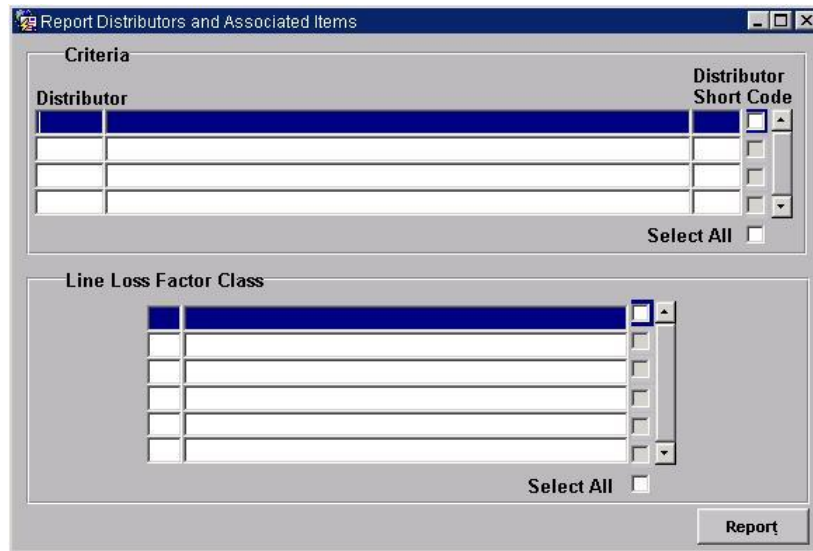 Report Distributors and Associated Items
Criteria
Distributor
Distributor Short Code
Select All
Line Loss Factor Class
Select All
Report